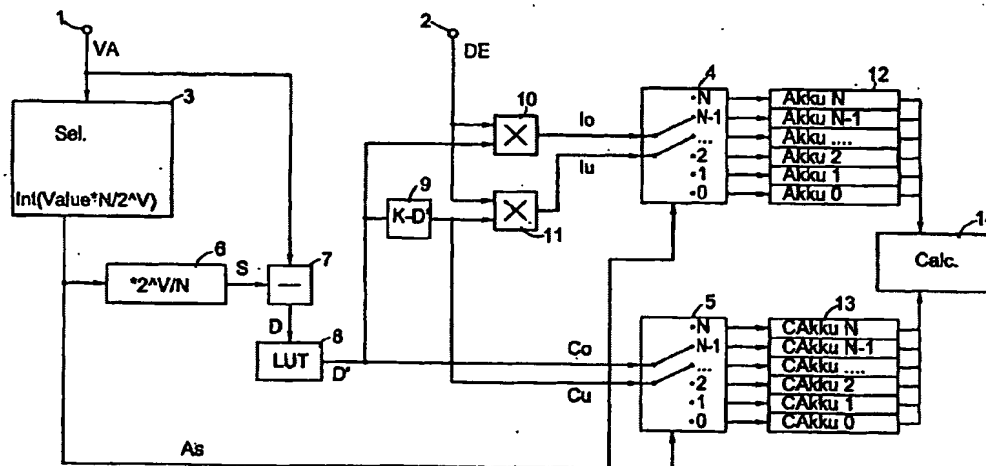 1
VA
3
Sel.
Int(Value*N/2^V)
6
*2^V/N
S
7
—
D
8
LUT
D'
As
2
DE
10
X
Io
9
K-D'
X
11
Iu
4
N
N-1
...
2
1
0
12
Akku N
Akku N-1
Akku ....
Akku 2
Akku 1
Akku 0
14
Calc.
Co
Cu
5
N
N-1
...
2
1
0
13
CAkku N
CAkku N-1
CAkku ....
CAkku 2
CAkku 1
CAkku 0